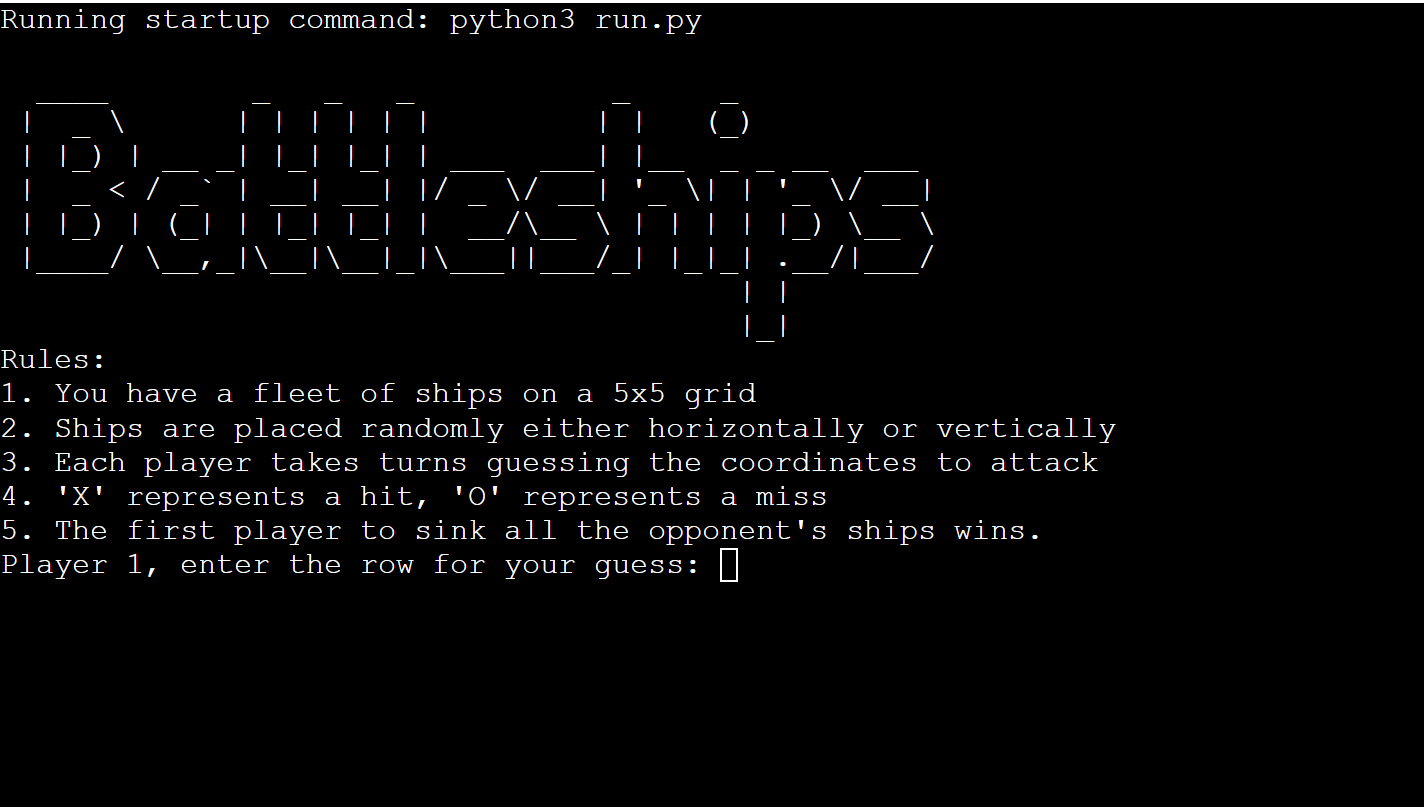 Running startup command: python3 run.py
Battleships
Rules:
1. You have a fleet of ships on a 5x5 grid
2. Ships are placed randomly either horizontally or vertically
3. Each player takes turns guessing the coordinates to attack
4. 'X' represents a hit, 'O' represents a miss
5. The first player to sink all the opponent's ships wins.
Player 1, enter the row for your guess: